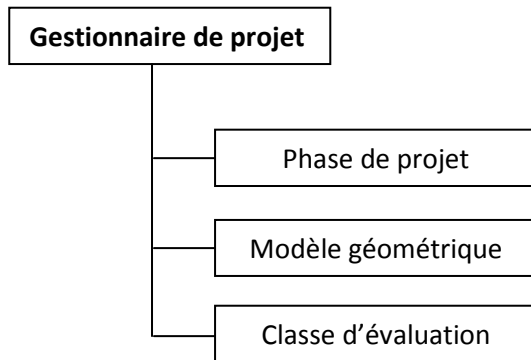 Gestionnaire de projet
Phase de projet
Modèle géométrique
Classe d’évaluation